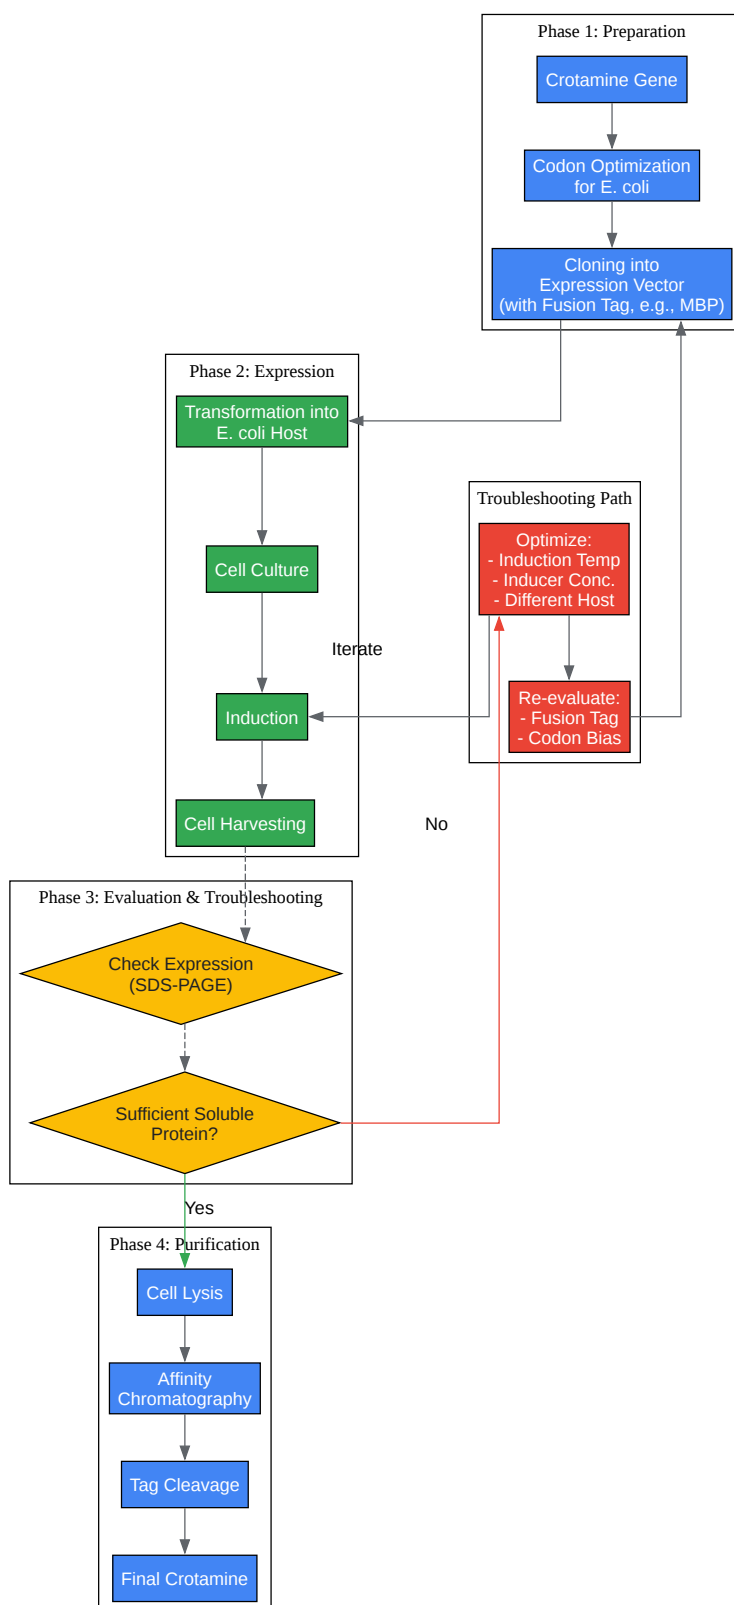 Phase 1: Preparation
Crotamine Gene
Codon Optimization
for E. coli
Cloning into
Expression Vector
(with Fusion Tag, e.g., MBP)
Phase 2: Expression
Transformation into
E. coli Host
Cell Culture
Iterate
Induction
Cell Harvesting
Troubleshooting Path
Optimize:
- Induction Temp
- Inducer Conc.
- Different Host
Re-evaluate:
- Fusion Tag
- Codon Bias
No
Phase 3: Evaluation & Troubleshooting
Check Expression
(SDS-PAGE)
Sufficient Soluble
Protein?
Yes
Phase 4: Purification
Cell Lysis
Affinity
Chromatography
Tag Cleavage
Final Crotamine